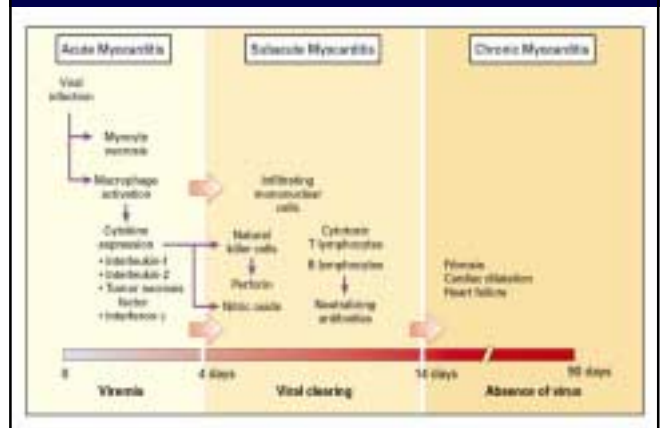 Acute Myocarditis
Subacute Myocarditis
Chronic Myocarditis
Viral
infection
Myocyte
necrosis
Macrophage
activation
Cytokine
expression
• Interleukin-1
• Interleukin-2
• Tumor necrosis
factor
• Interferon-γ
Infiltrating
mononuclear
cells
Natural
killer cells
Perforin
Nitric oxide
Cytotoxic
T lymphocytes
B lymphocytes
Neutralizing
antibodies
Fibrosis
Cardiac dilatation
Heart failure
0
4 days
14 days
90 days
Viremia
Viral clearing
Absence of virus